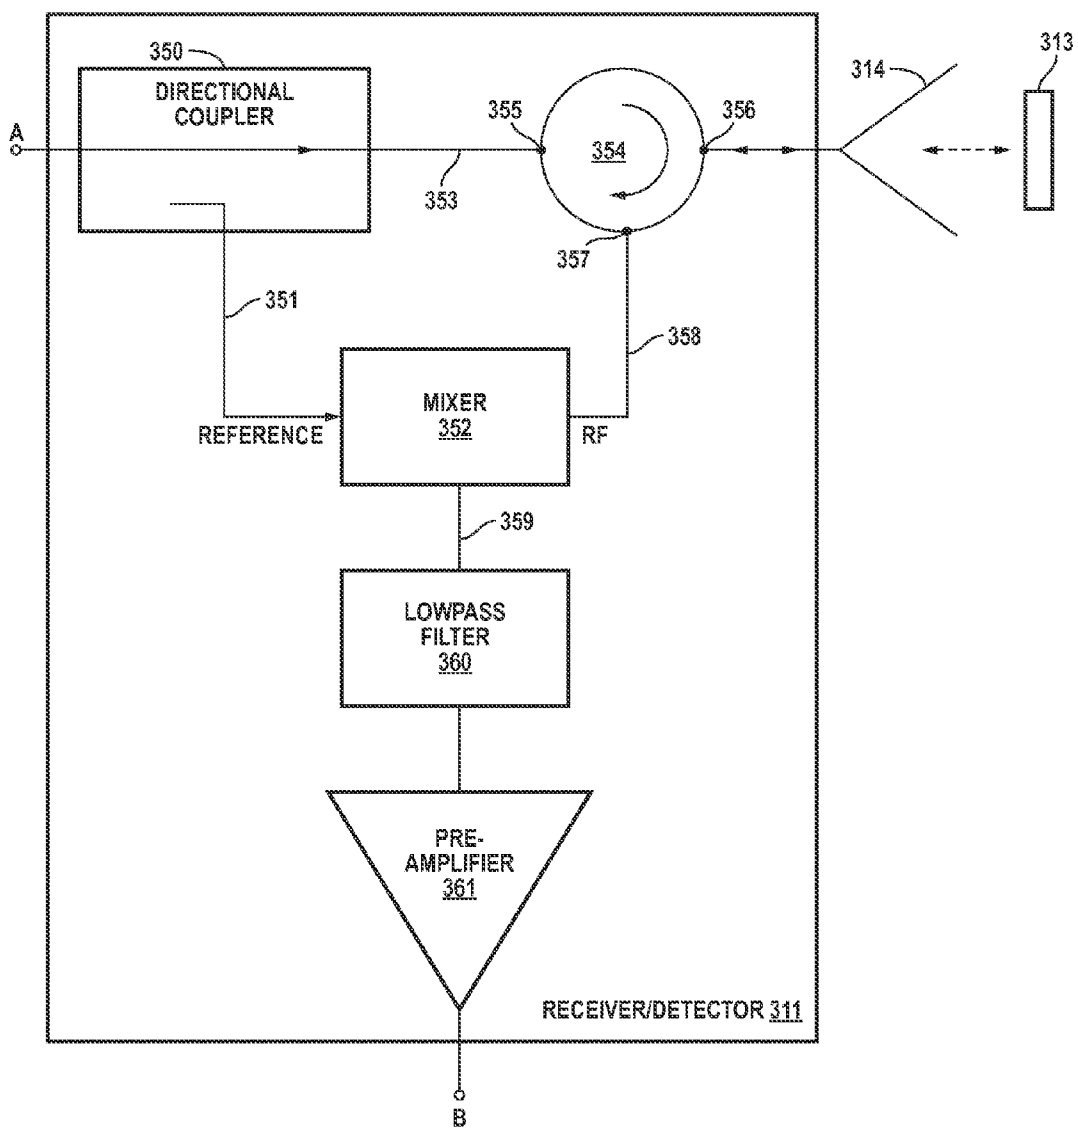 350
DIRECTIONAL
COUPLER
A
353
355
354
356
357
314
313
351
358
REFERENCE
MIXER
352
RF
359
LOWPASS
FILTER
360
PRE-
AMPLIFIER
361
RECEIVER/DETECTOR 311
B